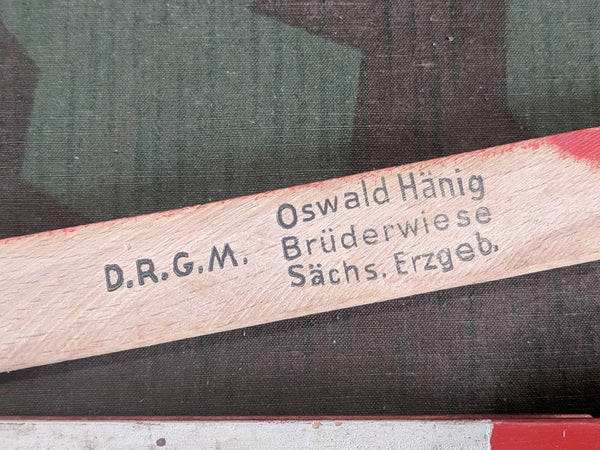 D.R.G.M.
Oswald Hänig
Brüderwiese
Sächs. Erzgeb.